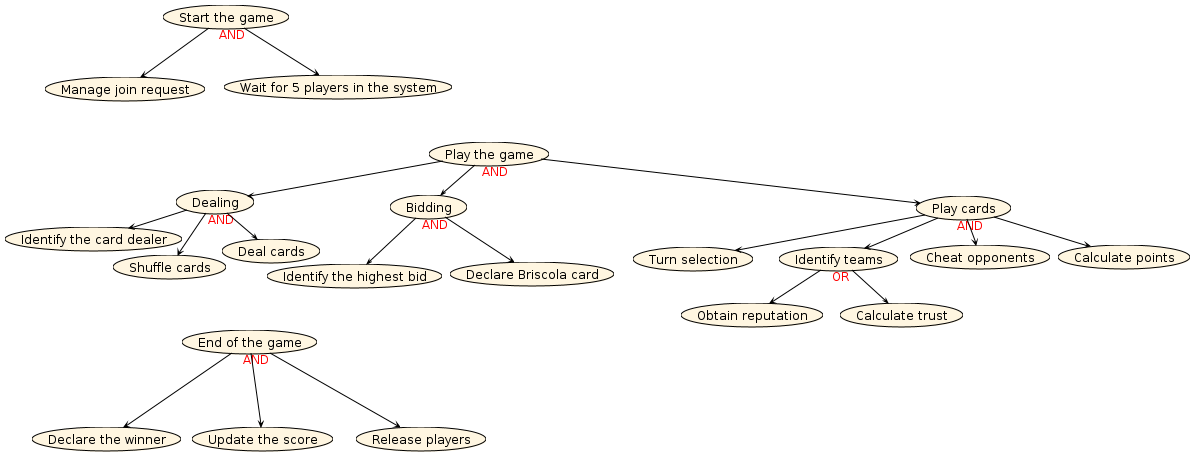 Start the game
AND
Manage join request
Wait for 5 players in the system
Play the game
AND
Dealing
AND
Bidding
AND
Play cards
AND
Identify the card dealer
Shuffle cards
Deal cards
Identify the highest bid
Declare Briscola card
Turn selection
Identify teams
OR
Cheat opponents
Calculate points
Obtain reputation
Calculate trust
End of the game
AND
Declare the winner
Update the score
Release players